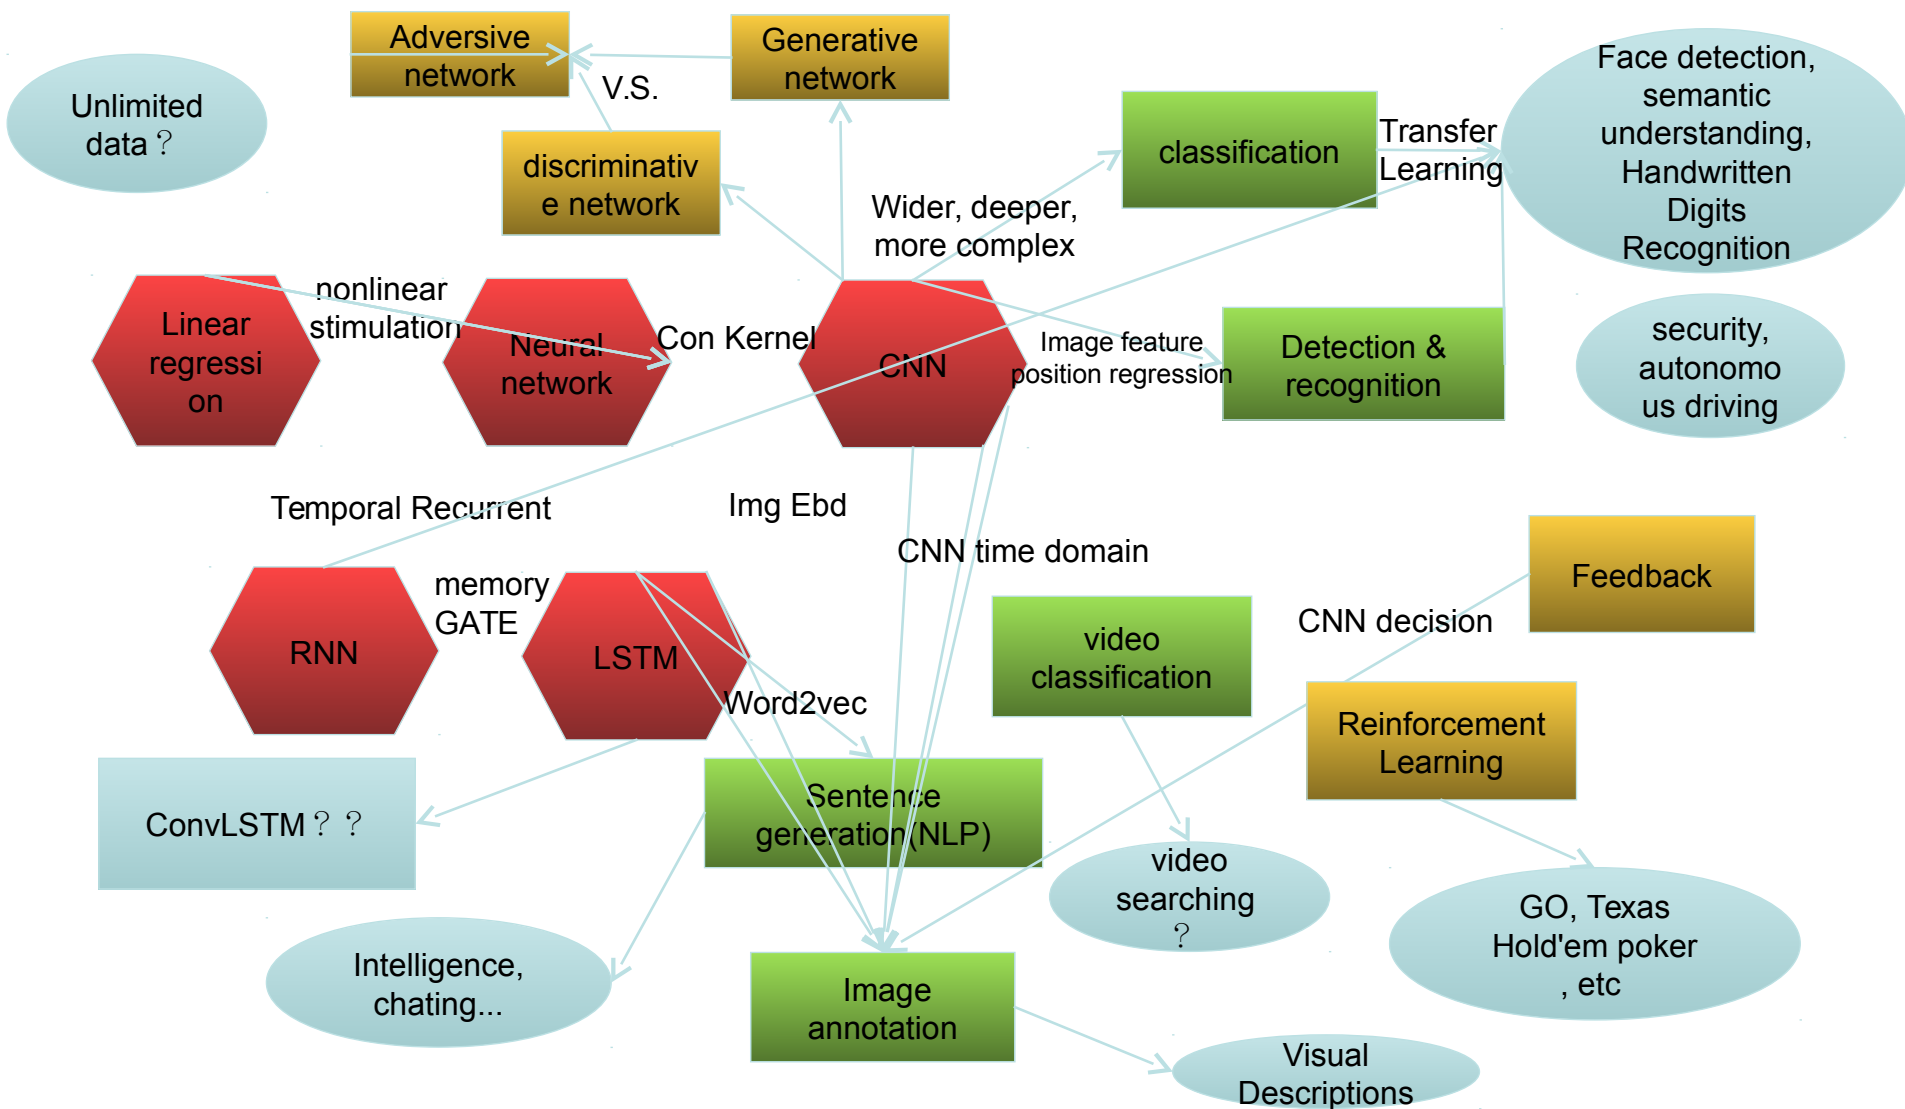 Adversive
network
Generative
network
V.S.
Unlimited
data？
discriminativ
e network
classification
Transfer
Learning
Face detection,
semantic
understanding,
Handwritten
Digits
Recognition
Wider, deeper,
more complex
Linear
regressi
on
nonlinear
stimulation
Neural
network
Con Kernel
CNN
Image feature
position regression
Detection &
recognition
security,
autonomo
us driving
Temporal Recurrent
Img Ebd
CNN time domain
RNN
memory
GATE
LSTM
Word2vec
video
classification
CNN decision
Feedback
Reinforcement
Learning
ConvLSTM？？
Sentence
generation(NLP)
video
searching
？
GO, Texas
Hold'em poker
, etc
Intelligence,
chating...
Image
annotation
Visual
Descriptions